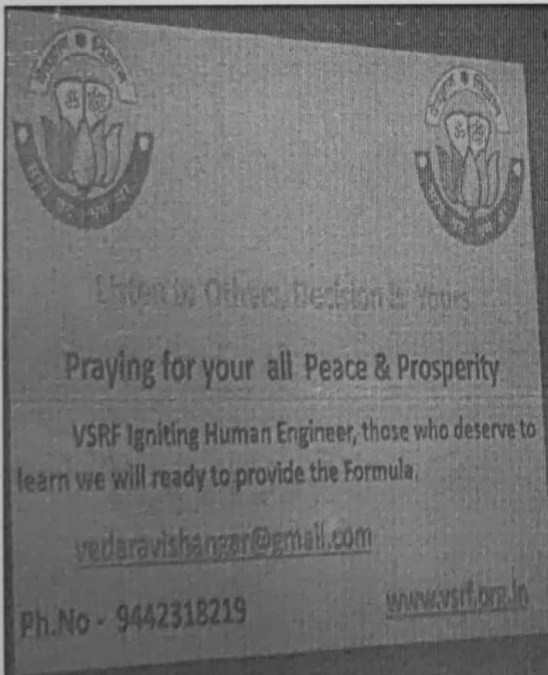 Listen to Others, Decision is Yours
Praying for your all Peace & Prosperity
VSRF Igniting Human Engineer, those who deserve to
learn we will ready to provide the Formula.
vedaravishangar@gmail.com
Ph.No - 9442318219 www.vsrf.org.in